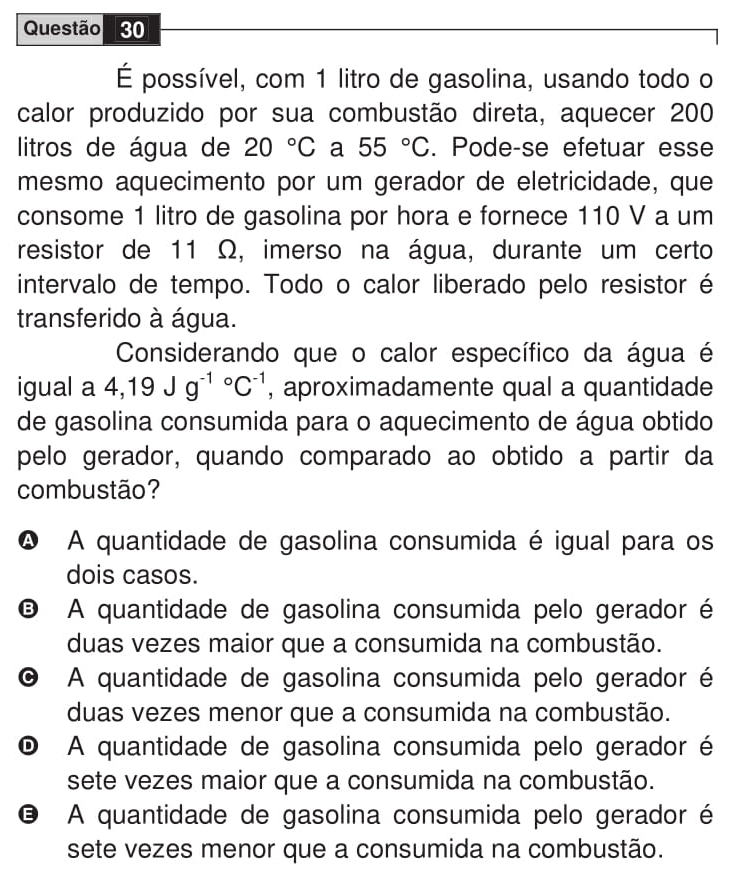 Questão 30
É possível, com 1 litro de gasolina, usando todo o
calor produzido por sua combustão direta, aquecer 200
litros de água de 20 °C a 55 °C. Pode-se efetuar esse
mesmo aquecimento por um gerador de eletricidade, que
consome 1 litro de gasolina por hora e fornece 110 V a um
resistor de 11 Ω, imerso na água, durante um certo
intervalo de tempo. Todo o calor liberado pelo resistor é
transferido à água.
Considerando que o calor específico da água é
igual a 4,19 J g⁻¹ °C⁻¹, aproximadamente qual a quantidade
de gasolina consumida para o aquecimento de água obtido
pelo gerador, quando comparado ao obtido a partir da
combustão?
A A quantidade de gasolina consumida é igual para os
dois casos.
B A quantidade de gasolina consumida pelo gerador é
duas vezes maior que a consumida na combustão.
C A quantidade de gasolina consumida pelo gerador é
duas vezes menor que a consumida na combustão.
D A quantidade de gasolina consumida pelo gerador é
sete vezes maior que a consumida na combustão.
E A quantidade de gasolina consumida pelo gerador é
sete vezes menor que a consumida na combustão.